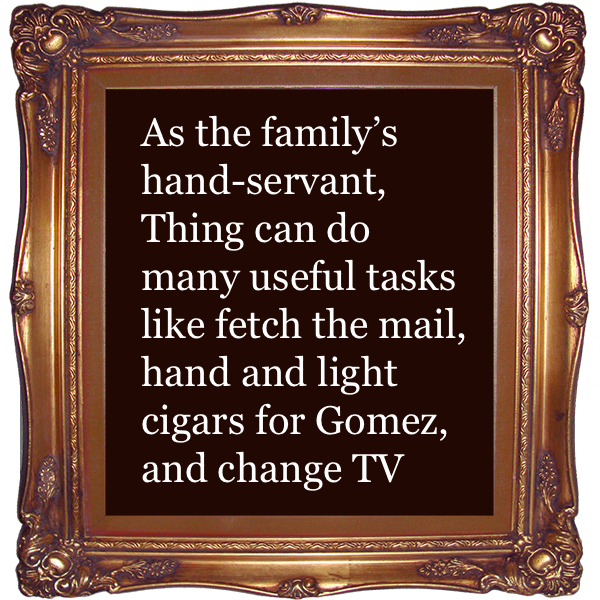 As the family’s
hand-servant,
Thing can do
many useful tasks
like fetch the mail,
hand and light
cigars for Gomez,
and change TV